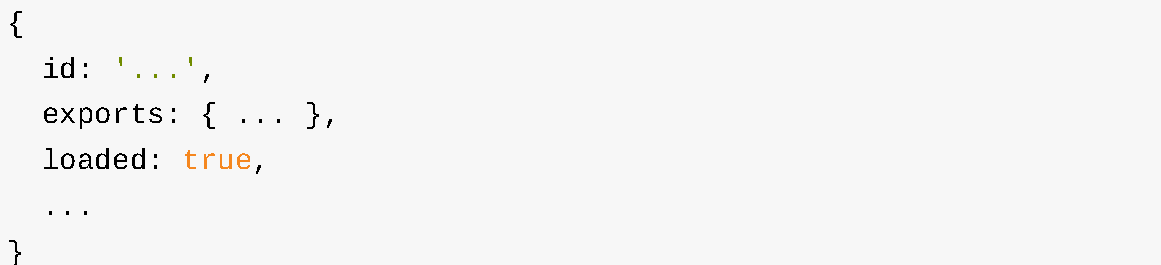 {
  id: '...',
  exports: { ... },
  loaded: true,
  ...
}